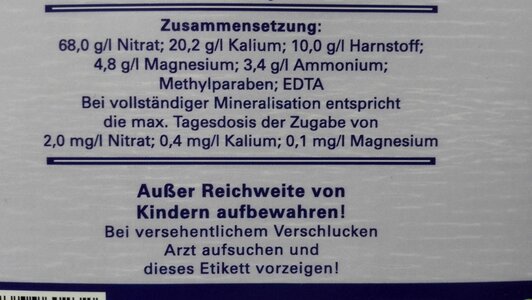 Zusammensetzung:
68,0 g/l Nitrat; 20,2 g/l Kalium; 10,0 g/l Harnstoff;
4,8 g/l Magnesium; 3,4 g/l Ammonium;
Methylparaben; EDTA
Bei vollständiger Mineralisation entspricht
die max. Tagesdosis der Zugabe von
2,0 mg/l Nitrat; 0,4 mg/l Kalium; 0,1 mg/l Magnesium
Außer Reichweite von
Kindern aufbewahren!
Bei versehentlichem Verschlucken
Arzt aufsuchen und
dieses Etikett vorzeigen!